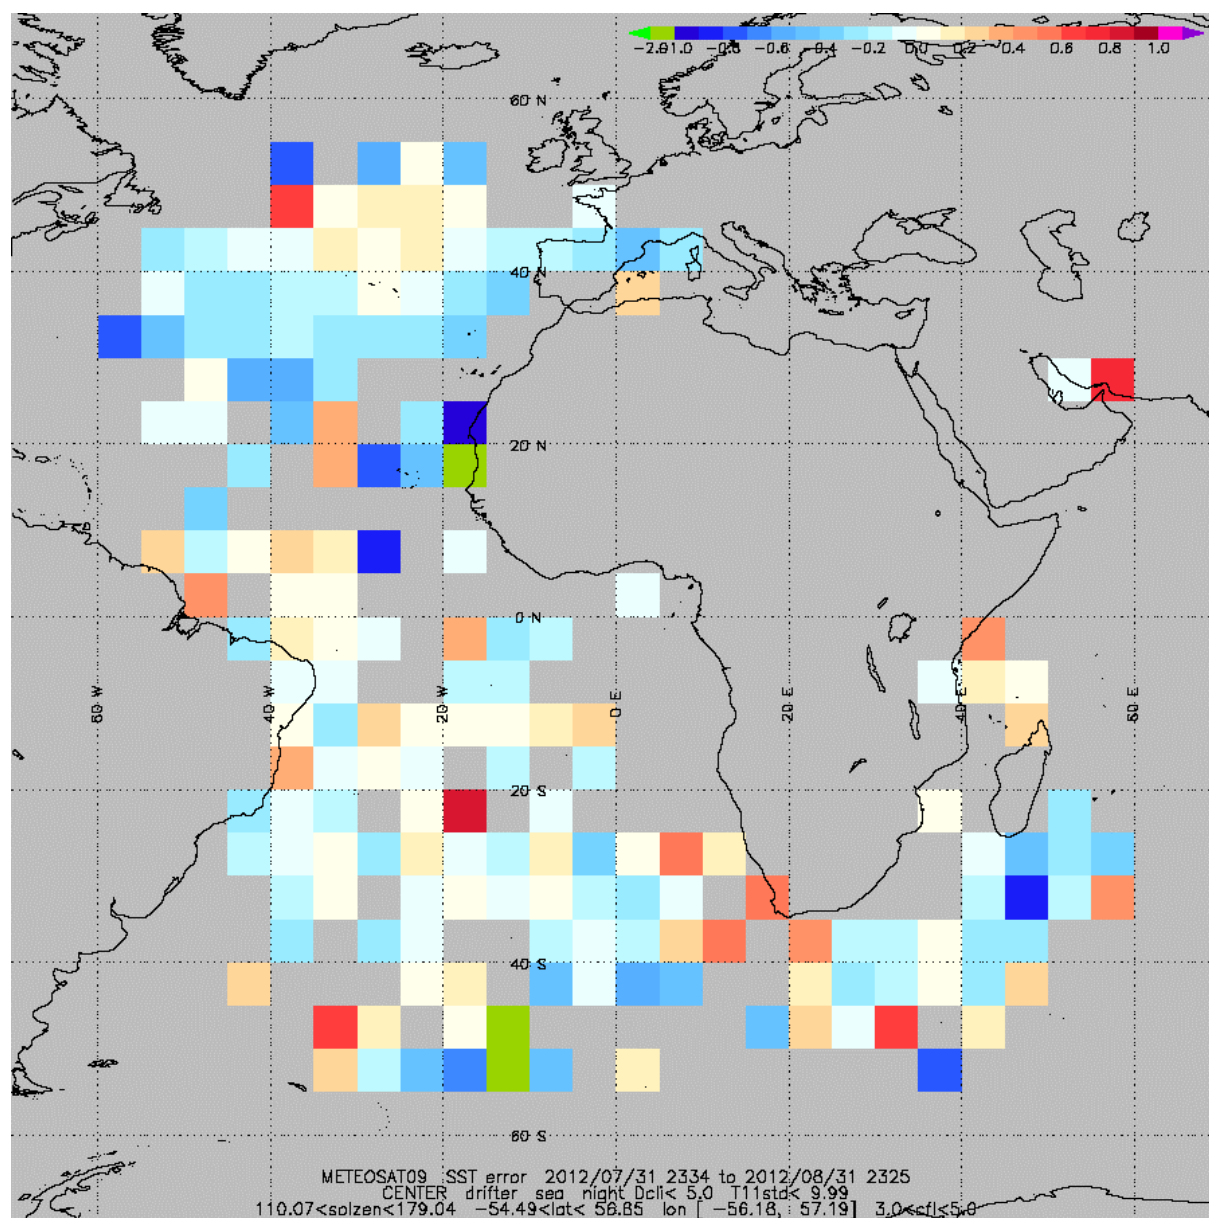 -2.0 -1.0 -0.8 -0.6 -0.4 -0.2 0.0 0.2 0.4 0.6 0.8 1.0
60 N
40 N
20 N
0 N
60 W 40 W 20 W 0 E 20 E 40 E 60 E
20 S
40 S
60 S
METEOSAT09 SST error 2012/07/31 2334 to 2012/08/31 2325
CENTER drifter sea night Dcli< 5.0 T11std< 9.99
110.07<solzen<179.04 -54.49<lat< 56.85 lon [ -56.18, 57.19] 3.0<cfl<5.0